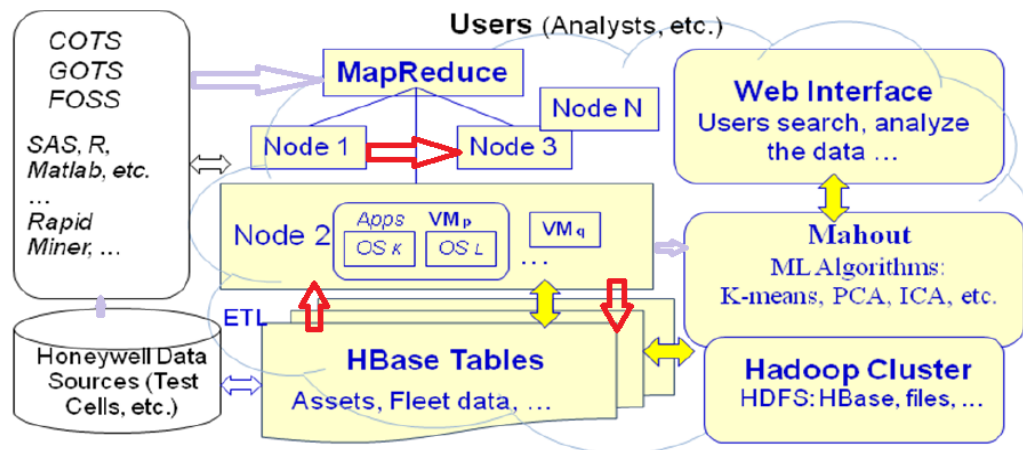 Users (Analysts, etc.)
COTS
GOTS
FOSS
SAS, R,
Matlab, etc.
...
Rapid
Miner, ...
MapReduce
Node N
Node 1
Node 3
Web Interface
Users search, analyze
the data ...
Node 2
Apps
VM p
OS K
OS L
VM q
...
Mahout
ML Algorithms:
K-means, PCA, ICA, etc.
ETL
Honeywell Data
Sources (Test
Cells, etc.)
HBase Tables
Assets, Fleet data, ...
Hadoop Cluster
HDFS: HBase, files, ...